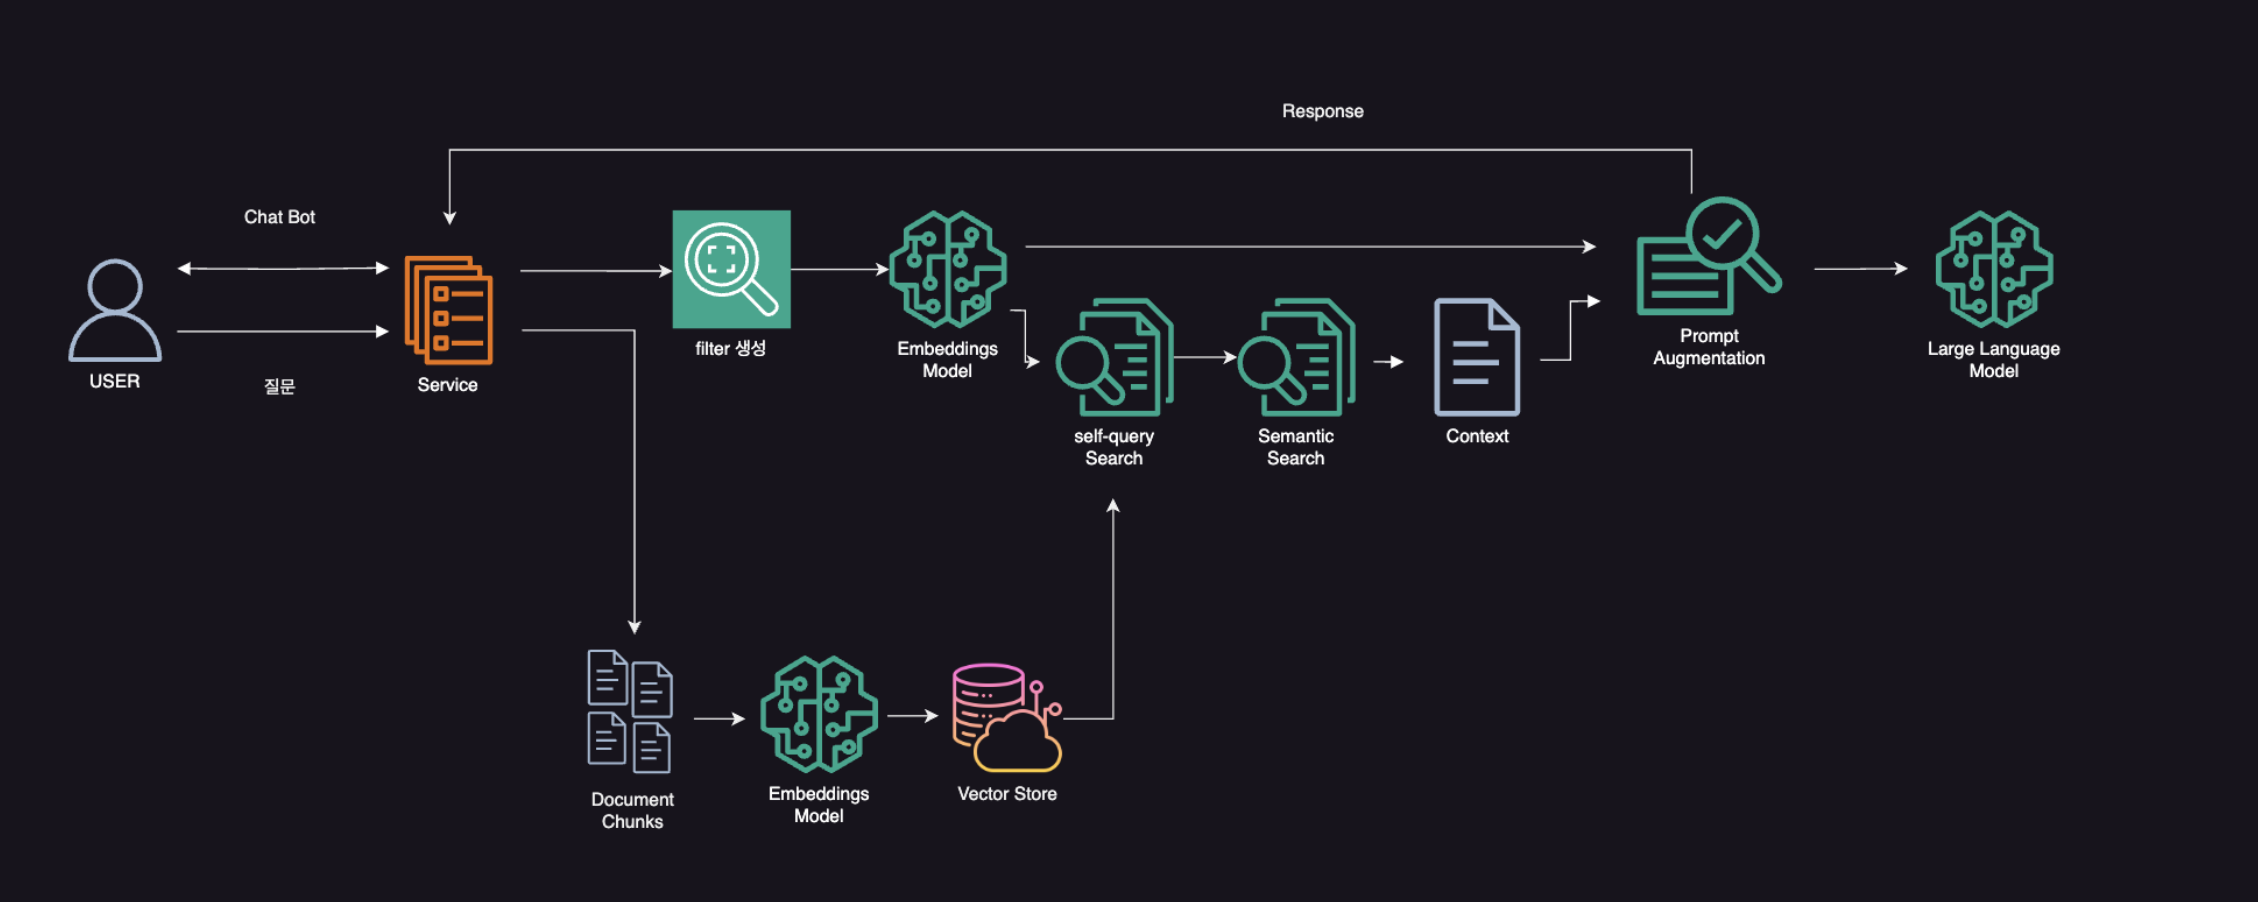 Response
Chat Bot
USER
질문
Service
filter 생성
Embeddings
Model
self-query
Search
Semantic
Search
Context
Prompt
Augmentation
Large Language
Model
Document
Chunks
Embeddings
Model
Vector Store